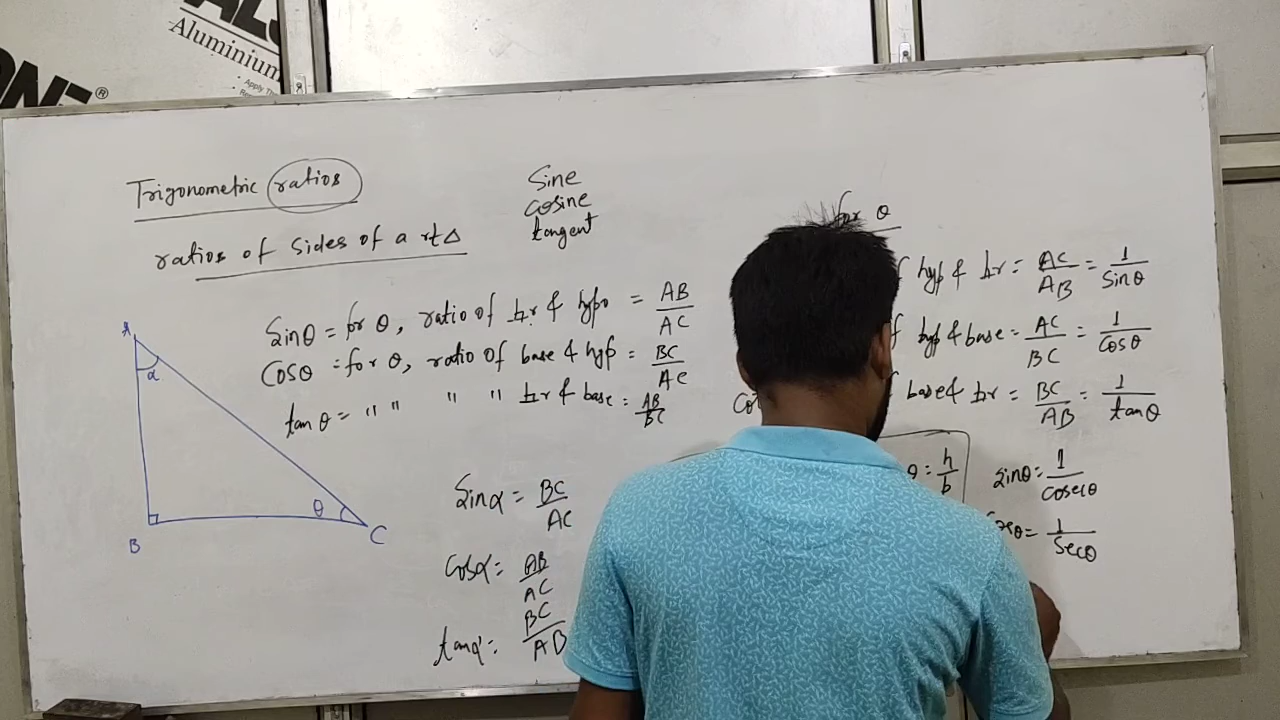 Aluminium
Trigonometric ratios
ratios of Sides of a rt Δ
Sine
cosine
tangent
Sinθ = for θ, ratio of ⊥r & hypo = AB/AC
Cosθ = for θ, ratio of base & hyp = BC/AC
tan θ = " " " " ⊥r & base = AB/BC
A
α
B
θ
C
Sinα = BC/AC
Cosα = AB/AC
tanα = BC/AB
for θ
hyp & ⊥r = AC/AB = 1/Sinθ
hyp & base = AC/BC = 1/Cosθ
base & ⊥r = BC/AB = 1/tanθ
θ = h/b
Sinθ = 1/Cosecθ
Cosθ = 1/Secθ